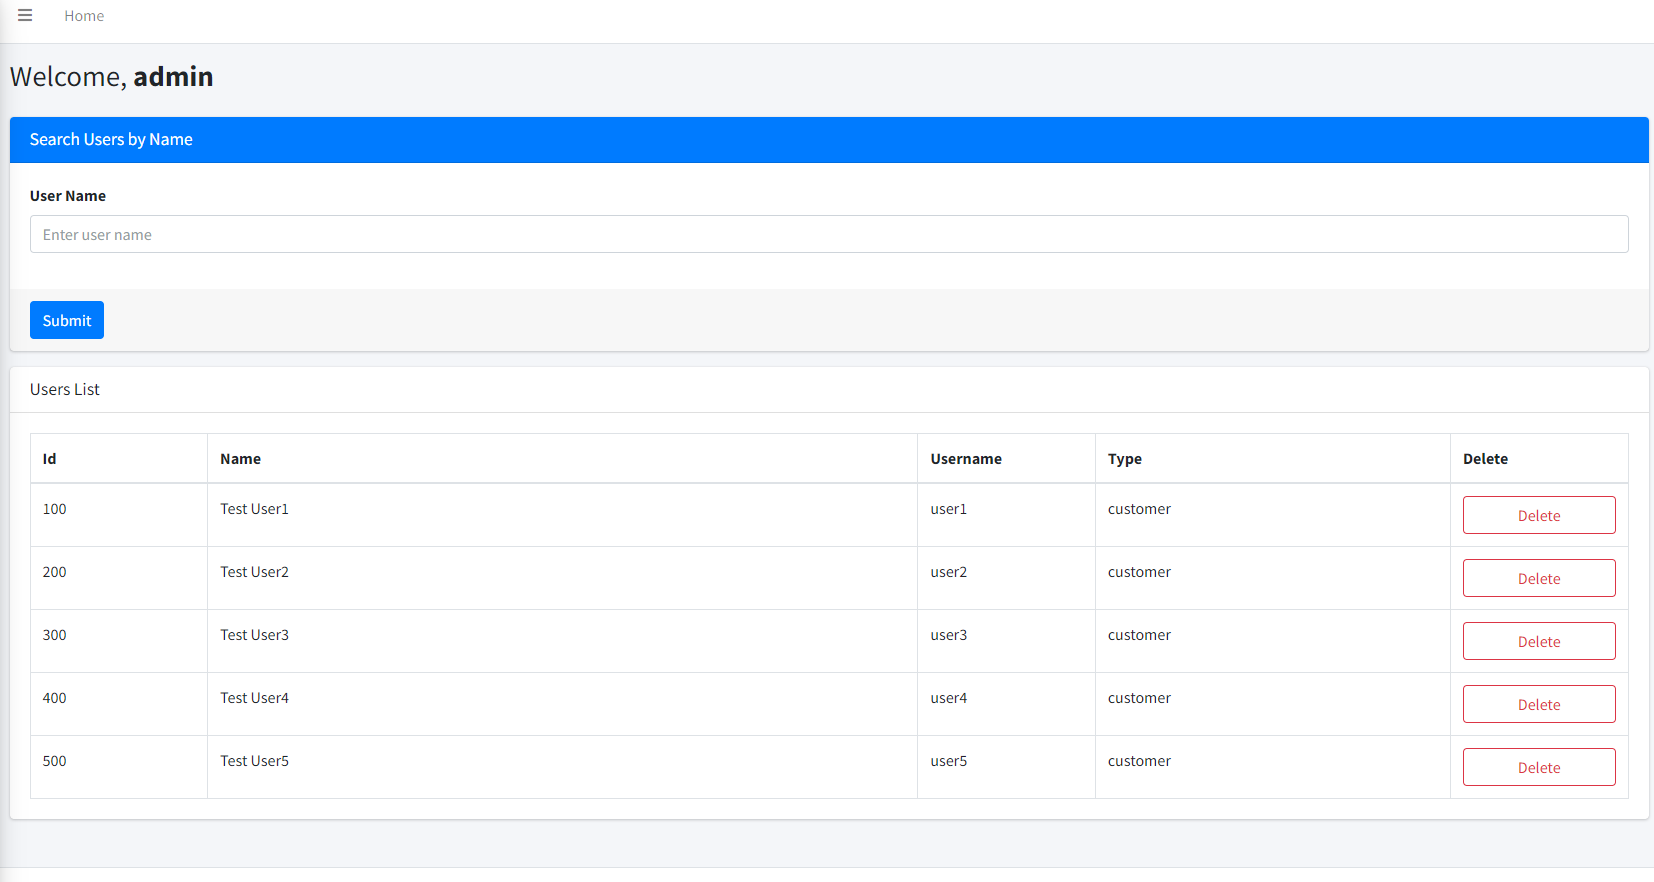 Home
Welcome, admin
Search Users by Name
User Name
Enter user name
Submit
Users List
Id Name Username Type Delete
100 Test User1 user1 customer Delete
200 Test User2 user2 customer Delete
300 Test User3 user3 customer Delete
400 Test User4 user4 customer Delete
500 Test User5 user5 customer Delete